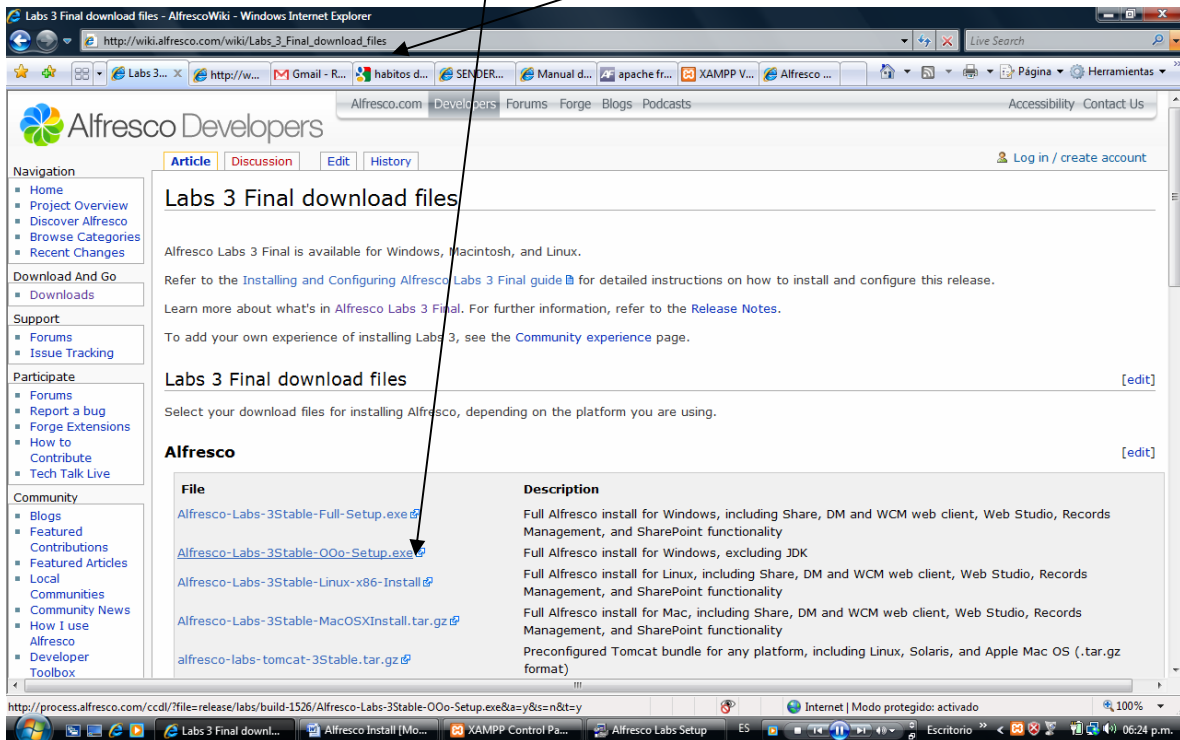 Labs 3 Final download files - AlfrescoWiki - Windows Internet Explorer
http://wiki.alfresco.com/wiki/Labs_3_Final_download_files
Live Search
Labs 3...
http://w...
Gmail - R...
habitos d...
SENDER...
Manual d...
apache fr...
XAMPP V...
Alfresco ...
Página
Herramientas
Alfresco.com Developers Forums Forge Blogs Podcasts
Accessibility Contact Us
Alfresco Developers
Article Discussion Edit History
Log in / create account
Navigation
Home
Project Overview
Discover Alfresco
Browse Categories
Recent Changes
Download And Go
Downloads
Support
Forums
Issue Tracking
Participate
Forums
Report a bug
Forge Extensions
How to
Contribute
Tech Talk Live
Community
Blogs
Featured
Contributions
Featured Articles
Local
Communities
Community News
How I use
Alfresco
Developer
Toolbox
Labs 3 Final download files
Alfresco Labs 3 Final is available for Windows, Macintosh, and Linux.
Refer to the Installing and Configuring Alfresco Labs 3 Final guide for detailed instructions on how to install and configure this release.
Learn more about what's in Alfresco Labs 3 Final. For further information, refer to the Release Notes.
To add your own experience of installing Labs 3, see the Community experience page.
Labs 3 Final download files [edit]
Select your download files for installing Alfresco, depending on the platform you are using.
Alfresco [edit]
File Description
Alfresco-Labs-3Stable-Full-Setup.exe Full Alfresco install for Windows, including Share, DM and WCM web client, Web Studio, Records
Management, and SharePoint functionality
Alfresco-Labs-3Stable-OOo-Setup.exe Full Alfresco install for Windows, excluding JDK
Alfresco-Labs-3Stable-Linux-x86-Install Full Alfresco install for Linux, including Share, DM and WCM web client, Web Studio, Records
Management, and SharePoint functionality
Alfresco-Labs-3Stable-MacOSXInstall.tar.gz Full Alfresco install for Mac, including Share, DM and WCM web client, Web Studio, Records
Management, and SharePoint functionality
alfresco-labs-tomcat-3Stable.tar.gz Preconfigured Tomcat bundle for any platform, including Linux, Solaris, and Apple Mac OS (.tar.gz
format)
http://process.alfresco.com/ccdl/?file=release/labs/build-1526/Alfresco-Labs-3Stable-OOo-Setup.exe&a=y&s=n&t=y
Internet | Modo protegido: activado
100%
Labs 3 Final downl...
Alfresco Install [Mo...
XAMPP Control Pa...
Alfresco Labs Setup
ES
Escritorio
06:24 p.m.